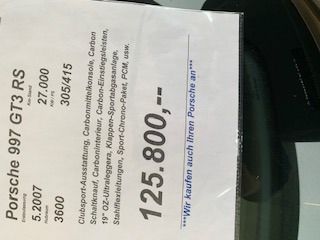 Porsche 997 GT3 RS
Erstzulassung Km-Stand
5.2007 27.000
Hubraum KW / PS
3600 305/415
Clubsport-Ausstattung, Carbonmittelkonsole, Carbon
Schaltknauf, Carboninterieur, Carbon-Einstiegsleisten,
19" OZ-Ultraleggera, Klappen-Sportabgasanlage,
Stahlflexleitungen, Sport-Chrono-Paket, PCM, usw.
125.800,--
***Wir kaufen auch Ihren Porsche an***